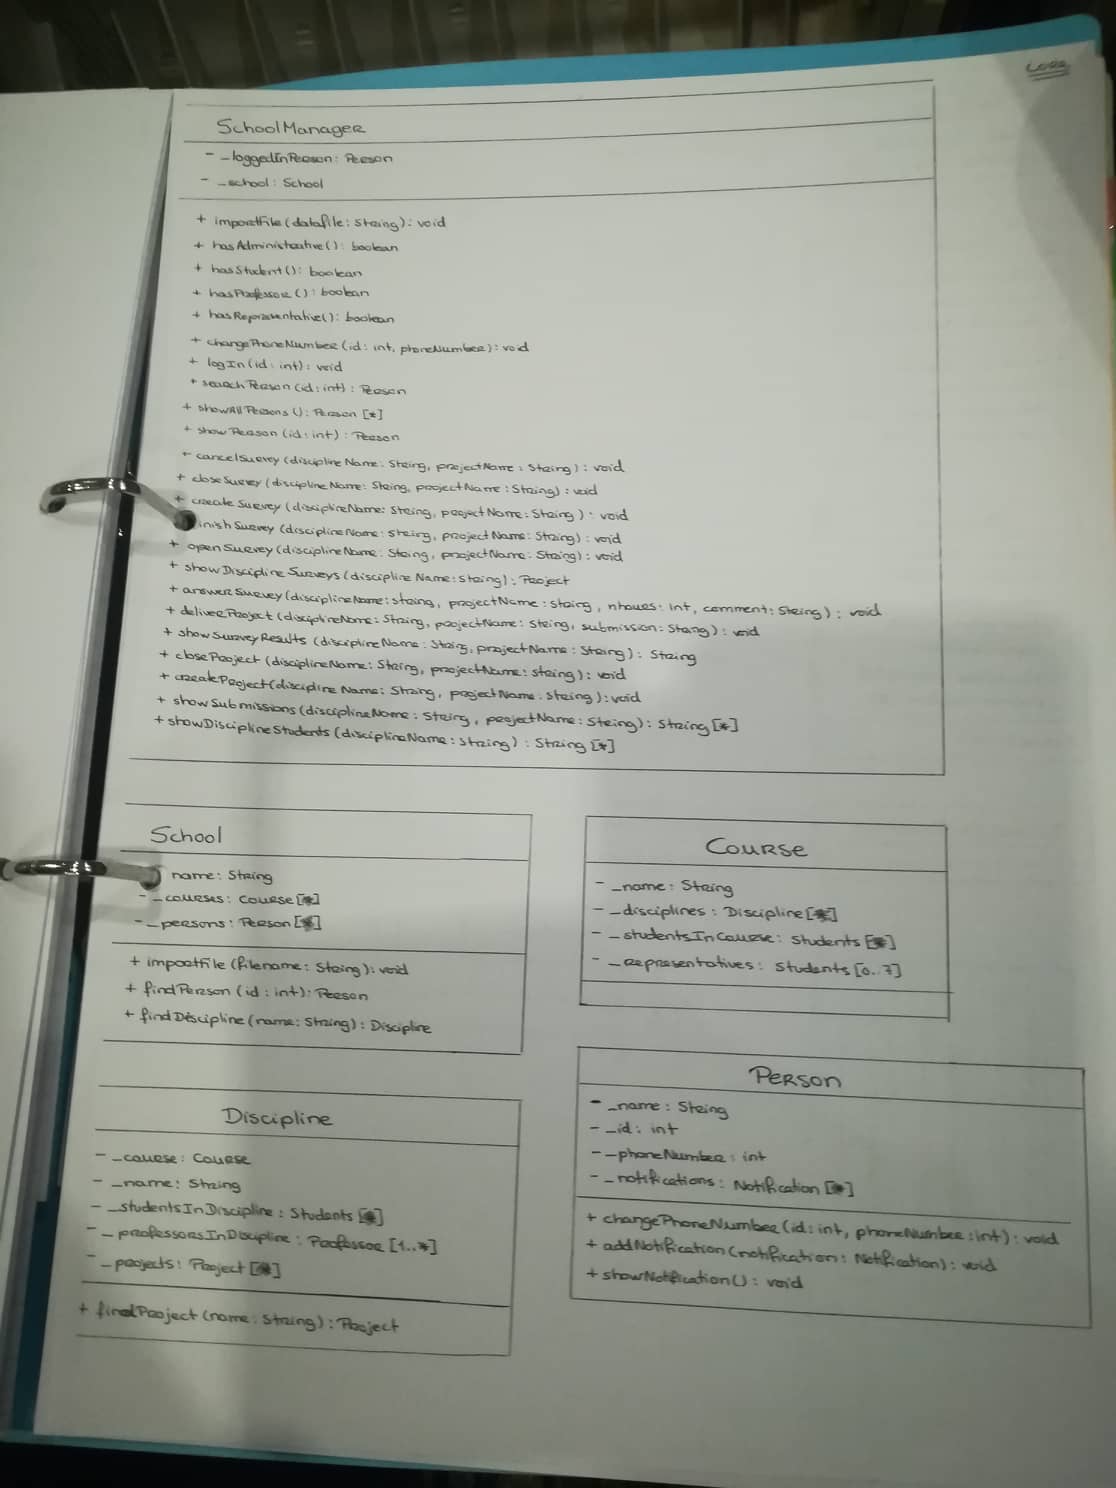 CORE
SchoolManager
- _loggedInPerson: Person
- _school: School
+ importFile (datafile: String): void
+ hasAdministrative(): boolean
+ hasStudent(): boolean
+ hasProfessor(): boolean
+ hasRepresentative(): boolean
+ changePhoneNumber (id: int, phoneNumber): void
+ logIn (id: int): void
+ searchPerson (id: int): Person
+ showAllPersons (): Person [*]
+ showPerson (id: int): Person
+ cancelSurvey (disciplineName: String, projectName: String): void
+ closeSurvey (disciplineName: String, projectName: String): void
+ createSurvey (disciplineName: String, projectName: String): void
inishSurvey (disciplineName: String, projectName: String): void
+ openSurvey (disciplineName: String, projectName: String): void
+ showDisciplineSurveys (disciplineName: String): Project
+ answerSurvey (disciplineName: String, projectName: String, nhoues: Int, comment: String): void
+ deliverProject (disciplineName: String, projectName: String, submission: String): void
+ showSurveyResults (disciplineName: String, projectName: String): String
+ closeProject (disciplineName: String, projectName: String): void
+ createProject (disciplineName: String, projectName: String): void
+ showSubmissions (disciplineName: String, projectName: String): String [*]
+ showDisciplineStudents (disciplineName: String): String [*]
School
name: String
- _courses: Course [*]
- _persons: Person [*]
+ importFile (filename: String): void
+ findPerson (id: int): Person
+ findDiscipline (name: String): Discipline
Course
- _name: String
- _disciplines: Discipline [*]
- _studentsInCourse: Students [*]
- _representatives: Students [0..7]
Discipline
- _course: Course
- _name: String
- _studentsInDiscipline: Students [*]
- _professorsInDiscipline: Professor [1..*]
- _projects: Project [*]
+ findProject (name: String): Project
Person
- _name: String
- _id: int
- _phoneNumber: int
- _notifications: Notification [*]
+ changePhoneNumber (id: int, phoneNumber: int): void
+ addNotification (notification: Notification): void
+ showNotification(): void